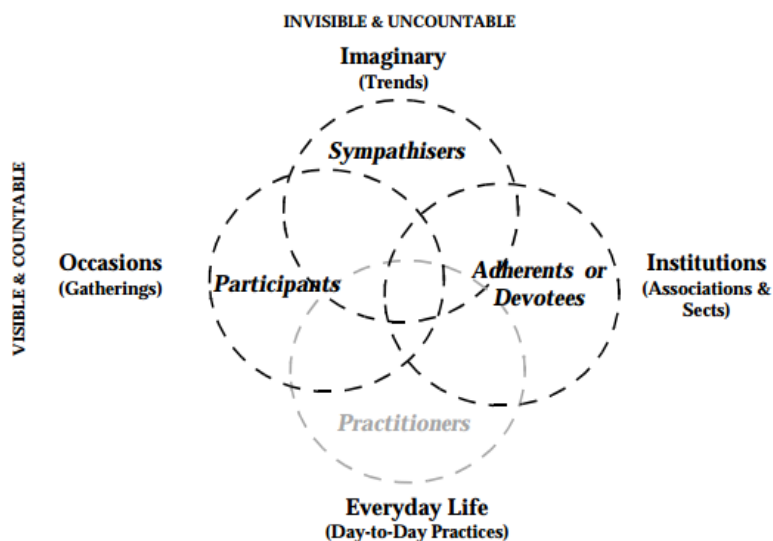 INVISIBLE & UNCOUNTABLE
Imaginary
(Trends)
Sympathisers
VISIBLE & COUNTABLE
Occasions
(Gatherings)
Participants
Adherents or
Devotees
Institutions
(Associations &
Sects)
Practitioners
Everyday Life
(Day-to-Day Practices)